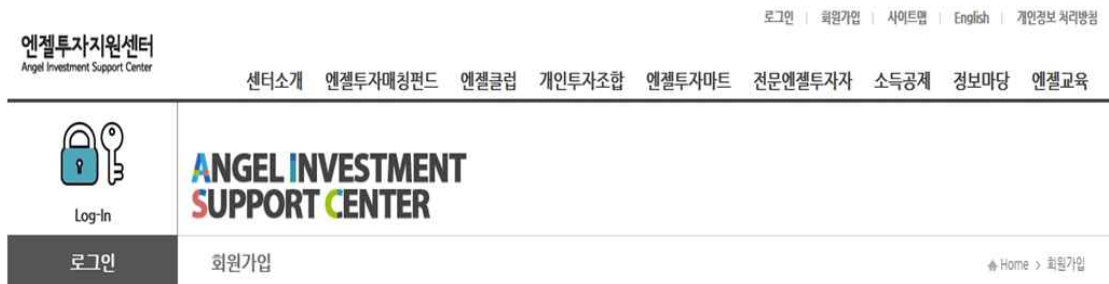 로그인 | 회원가입 | 사이트맵 | English | 개인정보 처리방침
엔젤투자지원센터
Angel Investment Support Center
센터소개 엔젤투자매칭펀드 엔젤클럽 개인투자조합 엔젤투자마트 전문엔젤투자자 소득공제 정보마당 엔젤교육
Log-In
ANGEL INVESTMENT
SUPPORT CENTER
로그인
회원가입
Home > 회원가입